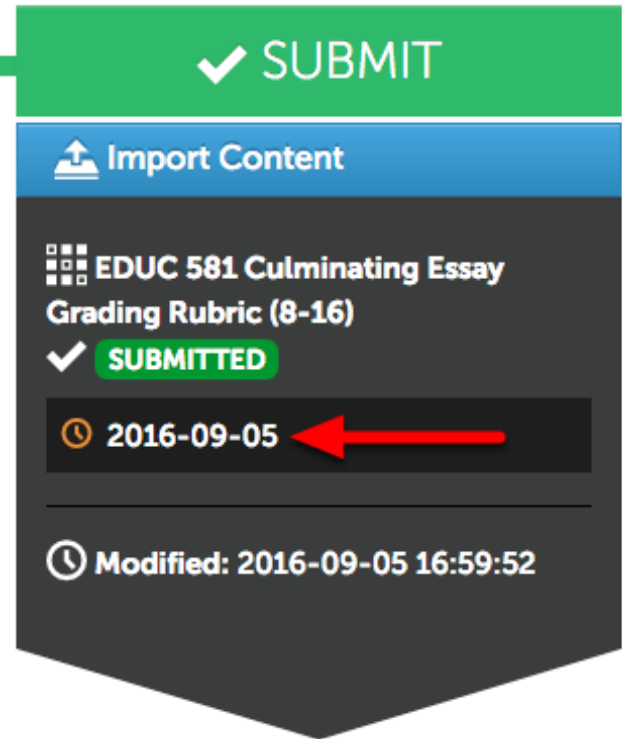 SUBMIT
Import Content
EDUC 581 Culminating Essay
Grading Rubric (8-16)
SUBMITTED
2016-09-05
Modified: 2016-09-05 16:59:52